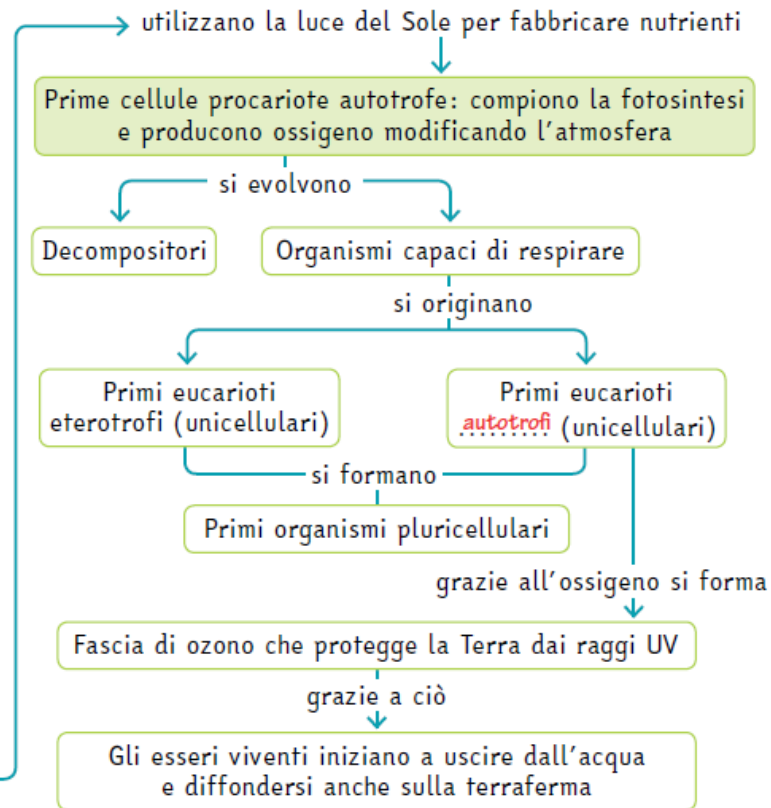 utilizzano la luce del Sole per fabbricare nutrienti
Prime cellule procariote autotrofe: compiono la fotosintesi
e producono ossigeno modificando l'atmosfera
si evolvono
Decompositori
Organismi capaci di respirare
si originano
Primi eucarioti
eterotrofi (unicellulari)
Primi eucarioti
autotrofi (unicellulari)
si formano
Primi organismi pluricellulari
grazie all'ossigeno si forma
Fascia di ozono che protegge la Terra dai raggi UV
grazie a ciò
Gli esseri viventi iniziano a uscire dall'acqua
e diffondersi anche sulla terraferma